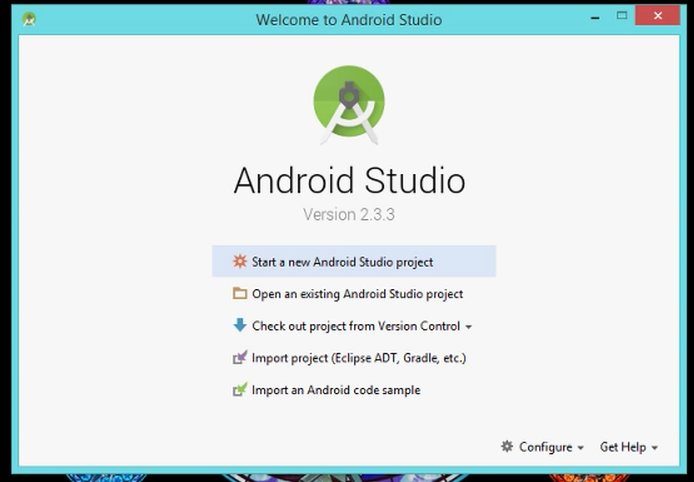 Welcome to Android Studio
Android Studio
Version 2.3.3
Start a new Android Studio project
Open an existing Android Studio project
Check out project from Version Control
Import project (Eclipse ADT, Gradle, etc.)
Import an Android code sample
Configure Get Help